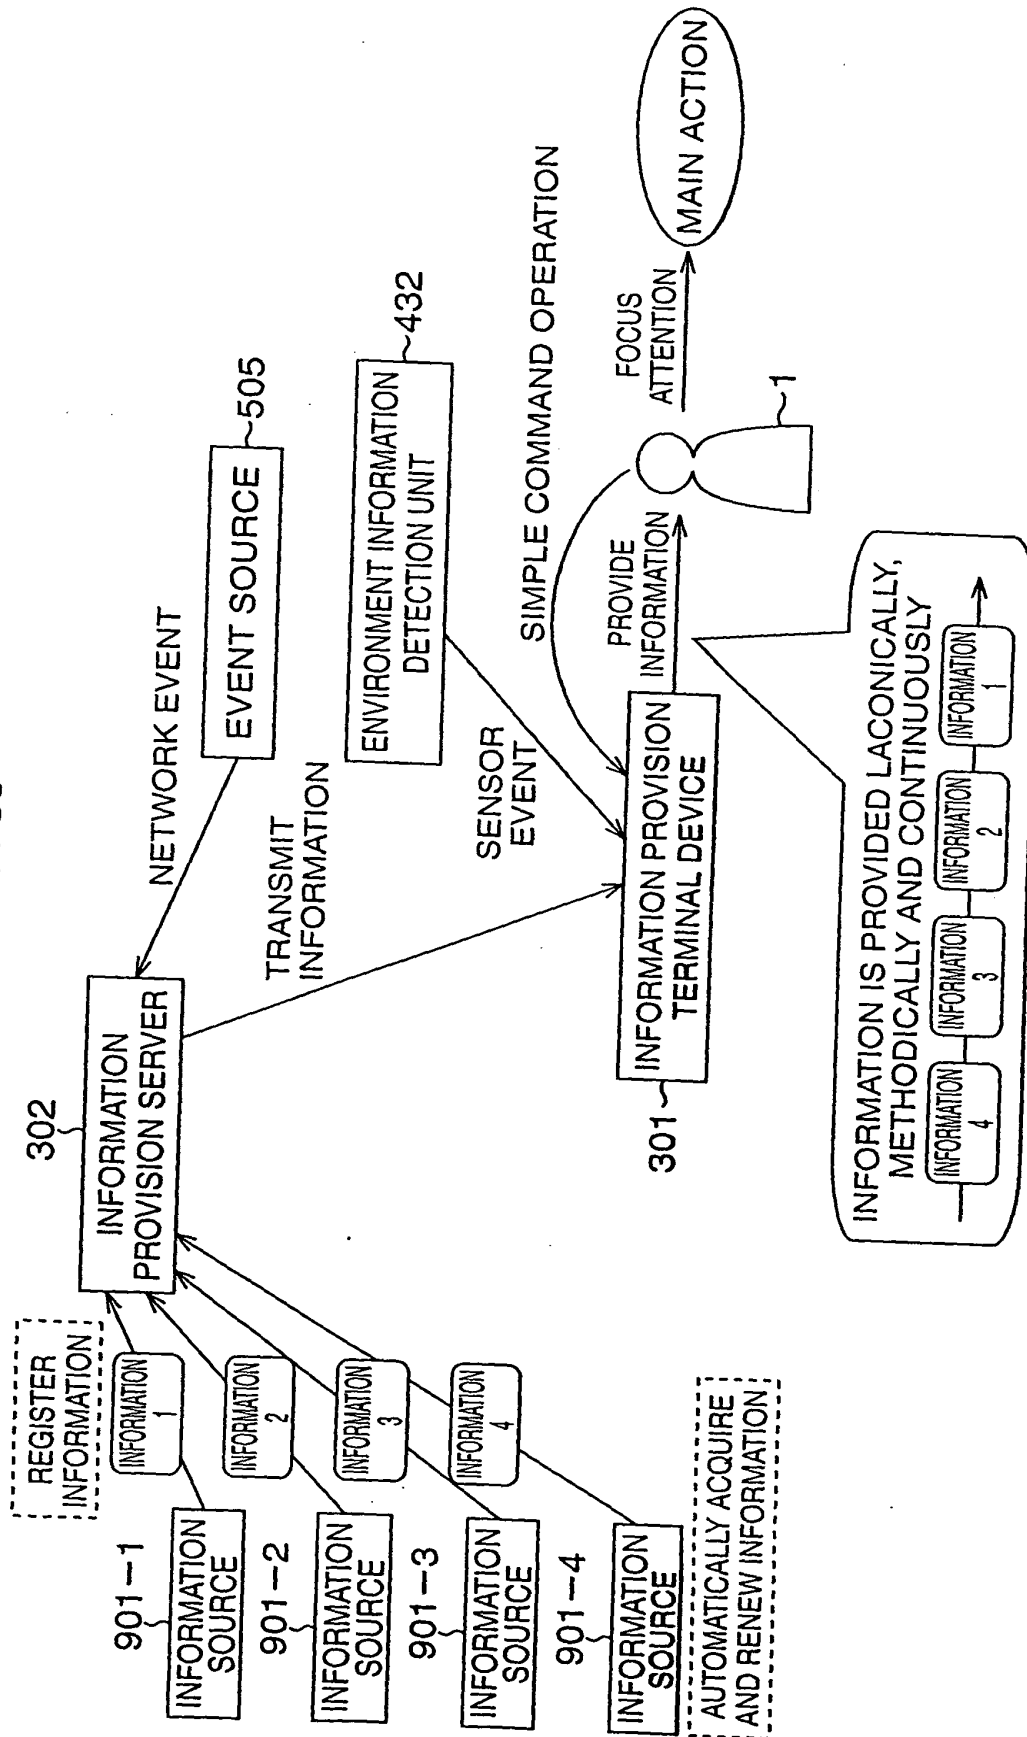 REGISTER
INFORMATION
901-1
INFORMATION
SOURCE
INFORMATION
1
901-2
INFORMATION
SOURCE
INFORMATION
2
901-3
INFORMATION
SOURCE
INFORMATION
3
901-4
INFORMATION
SOURCE
INFORMATION
4
AUTOMATICALLY ACQUIRE
AND RENEW INFORMATION
302
INFORMATION
PROVISION SERVER
NETWORK EVENT
EVENT SOURCE
505
TRANSMIT
INFORMATION
ENVIRONMENT INFORMATION
DETECTION UNIT
432
SENSOR
EVENT
SIMPLE COMMAND OPERATION
301
INFORMATION PROVISION
TERMINAL DEVICE
PROVIDE
INFORMATION
1
FOCUS
ATTENTION
MAIN ACTION
INFORMATION IS PROVIDED LACONICALLY,
METHODICALLY AND CONTINUOUSLY
INFORMATION
4
INFORMATION
3
INFORMATION
2
INFORMATION
1